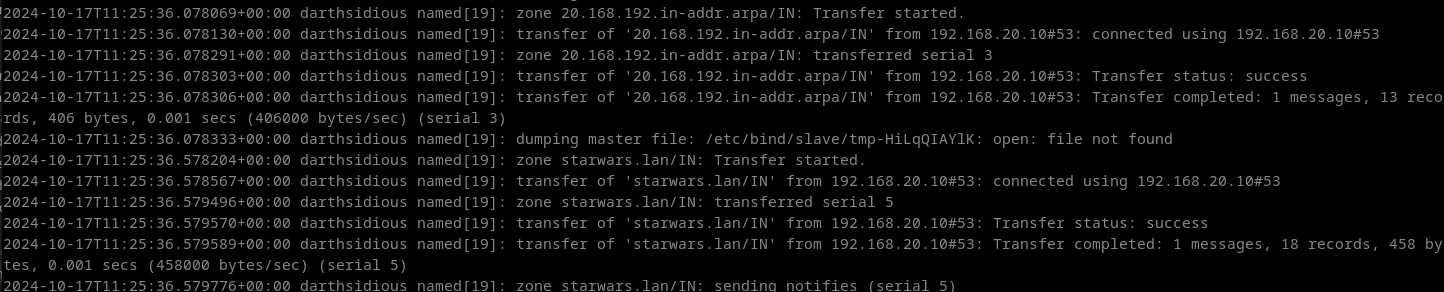 2024-10-17T11:25:36.078069+00:00 darthsidious named[19]: zone 20.168.192.in-addr.arpa/IN: Transfer started.
2024-10-17T11:25:36.078130+00:00 darthsidious named[19]: transfer of '20.168.192.in-addr.arpa/IN' from 192.168.20.10#53: connected using 192.168.20.10#53
2024-10-17T11:25:36.078291+00:00 darthsidious named[19]: zone 20.168.192.in-addr.arpa/IN: transferred serial 3
2024-10-17T11:25:36.078303+00:00 darthsidious named[19]: transfer of '20.168.192.in-addr.arpa/IN' from 192.168.20.10#53: Transfer status: success
2024-10-17T11:25:36.078306+00:00 darthsidious named[19]: transfer of '20.168.192.in-addr.arpa/IN' from 192.168.20.10#53: Transfer completed: 1 messages, 13 reco
rds, 406 bytes, 0.001 secs (406000 bytes/sec) (serial 3)
2024-10-17T11:25:36.078333+00:00 darthsidious named[19]: dumping master file: /etc/bind/slave/tmp-HiLqQIAYlK: open: file not found
2024-10-17T11:25:36.578204+00:00 darthsidious named[19]: zone starwars.lan/IN: Transfer started.
2024-10-17T11:25:36.578567+00:00 darthsidious named[19]: transfer of 'starwars.lan/IN' from 192.168.20.10#53: connected using 192.168.20.10#53
2024-10-17T11:25:36.579496+00:00 darthsidious named[19]: zone starwars.lan/IN: transferred serial 5
2024-10-17T11:25:36.579570+00:00 darthsidious named[19]: transfer of 'starwars.lan/IN' from 192.168.20.10#53: Transfer status: success
2024-10-17T11:25:36.579589+00:00 darthsidious named[19]: transfer of 'starwars.lan/IN' from 192.168.20.10#53: Transfer completed: 1 messages, 18 records, 458 by
tes, 0.001 secs (458000 bytes/sec) (serial 5)
2024-10-17T11:25:36.579776+00:00 darthsidious named[19]: zone starwars.lan/IN: sending notifies (serial 5)